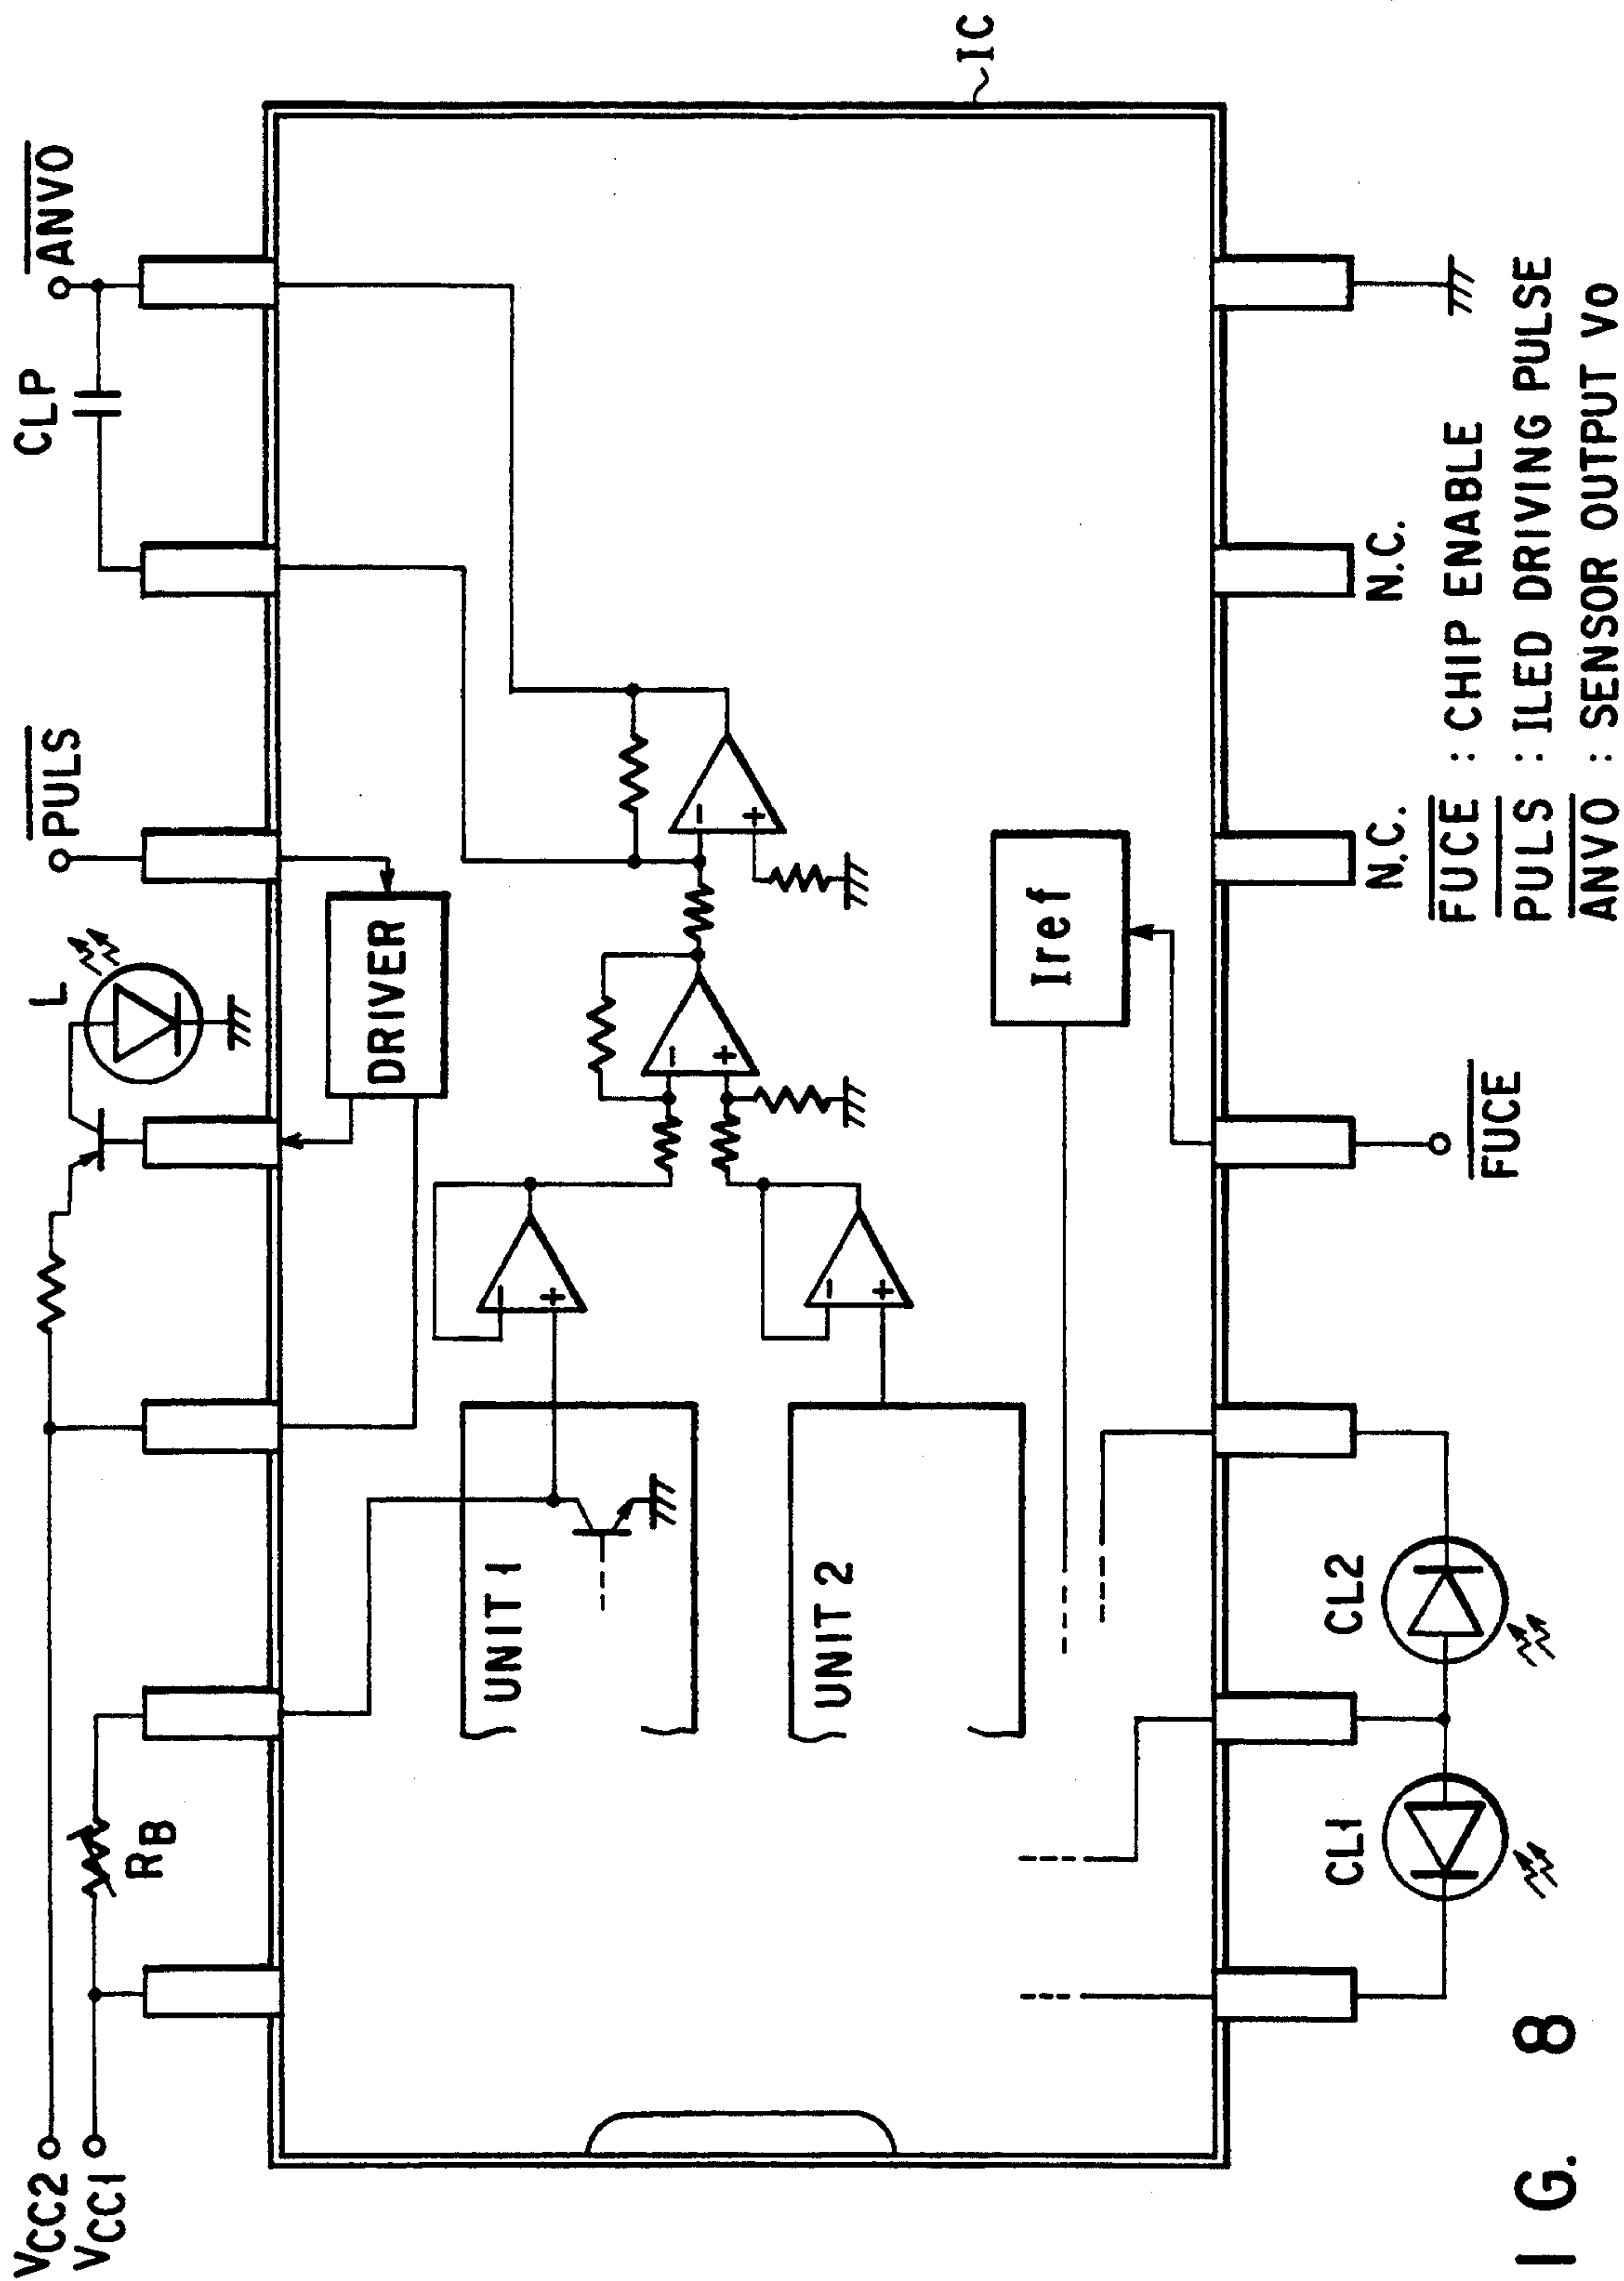 VCC2
VCC1
RB
L
PULS
CLP
ANVO
IC
DRIVER
UNIT 1
UNIT 2
-
+
-
+
-
+
-
+
Iref
CL1
CL2
FUCE
N.C.
N.C.
FUCE : CHIP ENABLE
PULS : ILED DRIVING PULSE
ANVO : SENSOR OUTPUT Vo
IG. 8